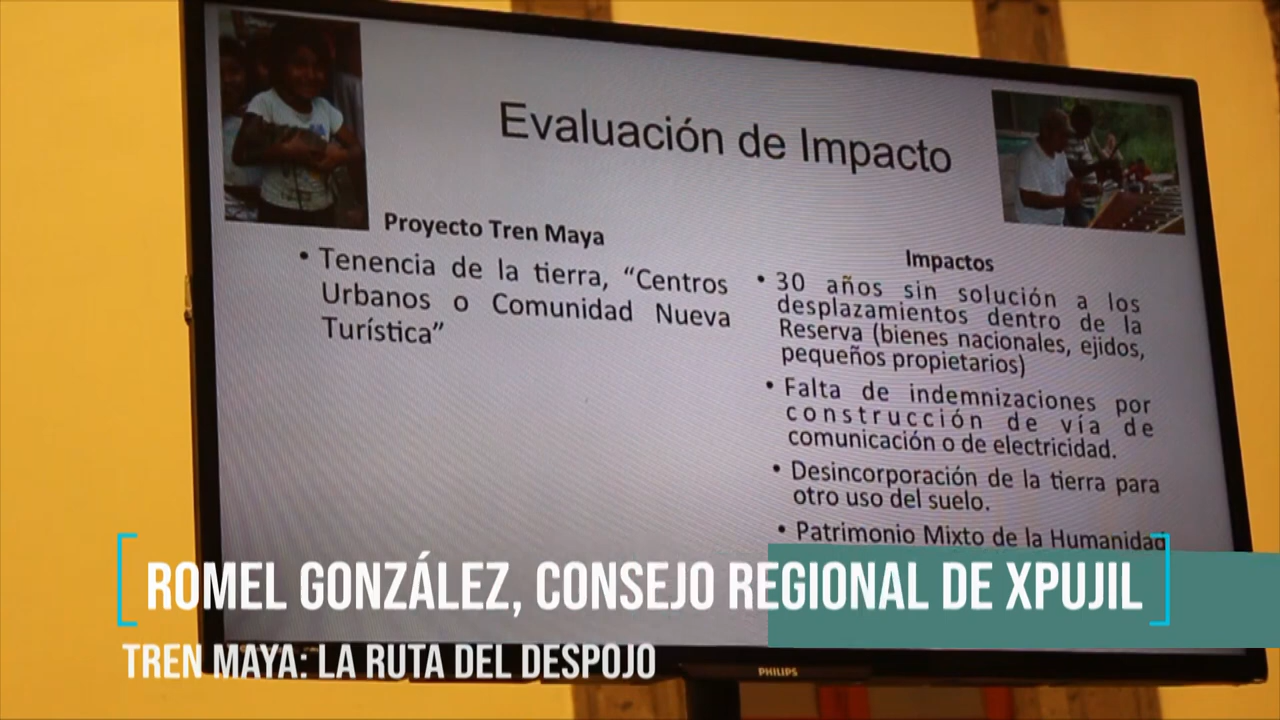 Evaluación de Impacto
Proyecto Tren Maya
• Tenencia de la tierra, “Centros
Urbanos o Comunidad Nueva
Turística”
Impactos
• 30 años sin solución a los
desplazamientos dentro de la
Reserva (bienes nacionales, ejidos,
pequeños propietarios)
• Falta de indemnizaciones por
construcción de vía de
comunicación o de electricidad.
• Desincorporación de la tierra para
otro uso del suelo.
• Patrimonio Mixto de la Humanidad
ROMEL GONZÁLEZ, CONSEJO REGIONAL DE XPUJIL
TREN MAYA: LA RUTA DEL DESPOJO
PHILIPS